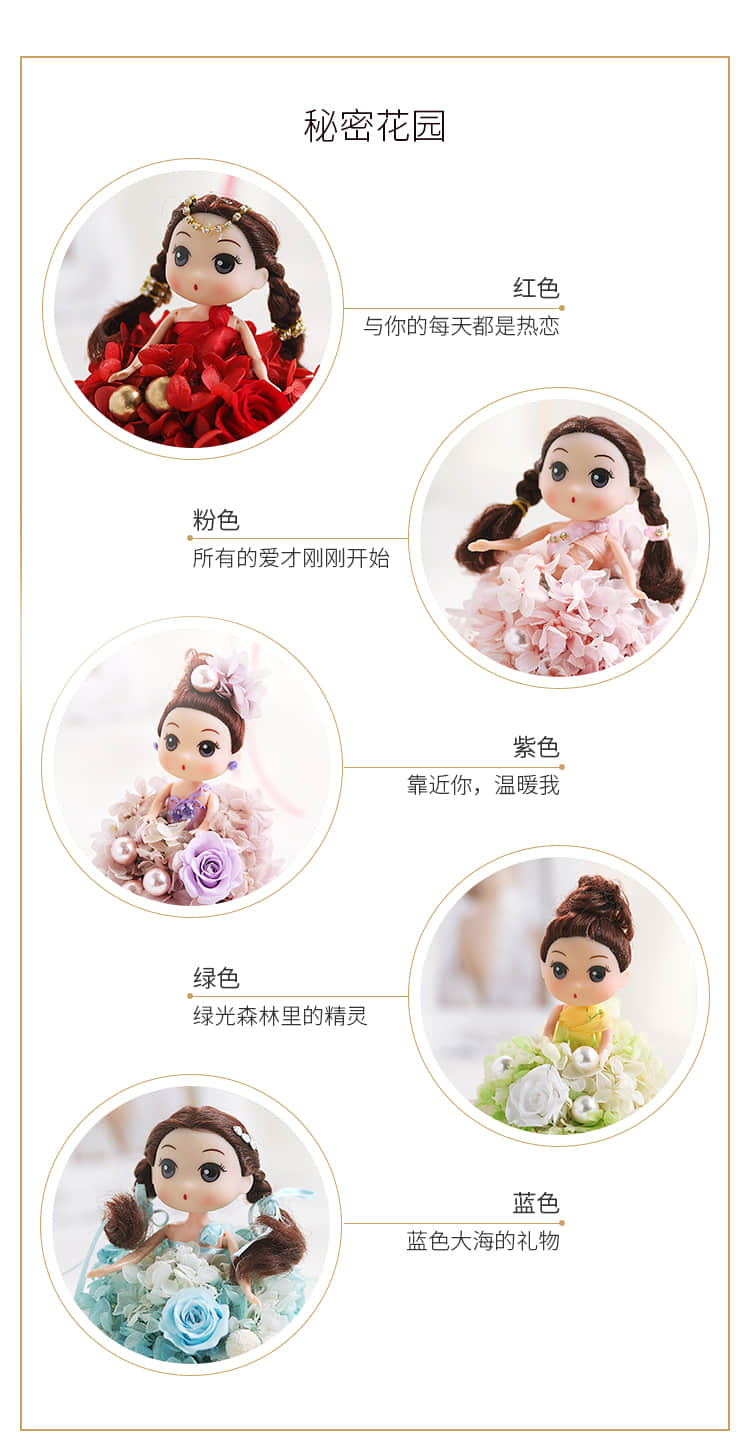 秘密花园
红色
与你的每天都是热恋
粉色
所有的爱才刚刚开始
紫色
靠近你，温暖我
绿色
绿光森林里的精灵
蓝色
蓝色大海的礼物